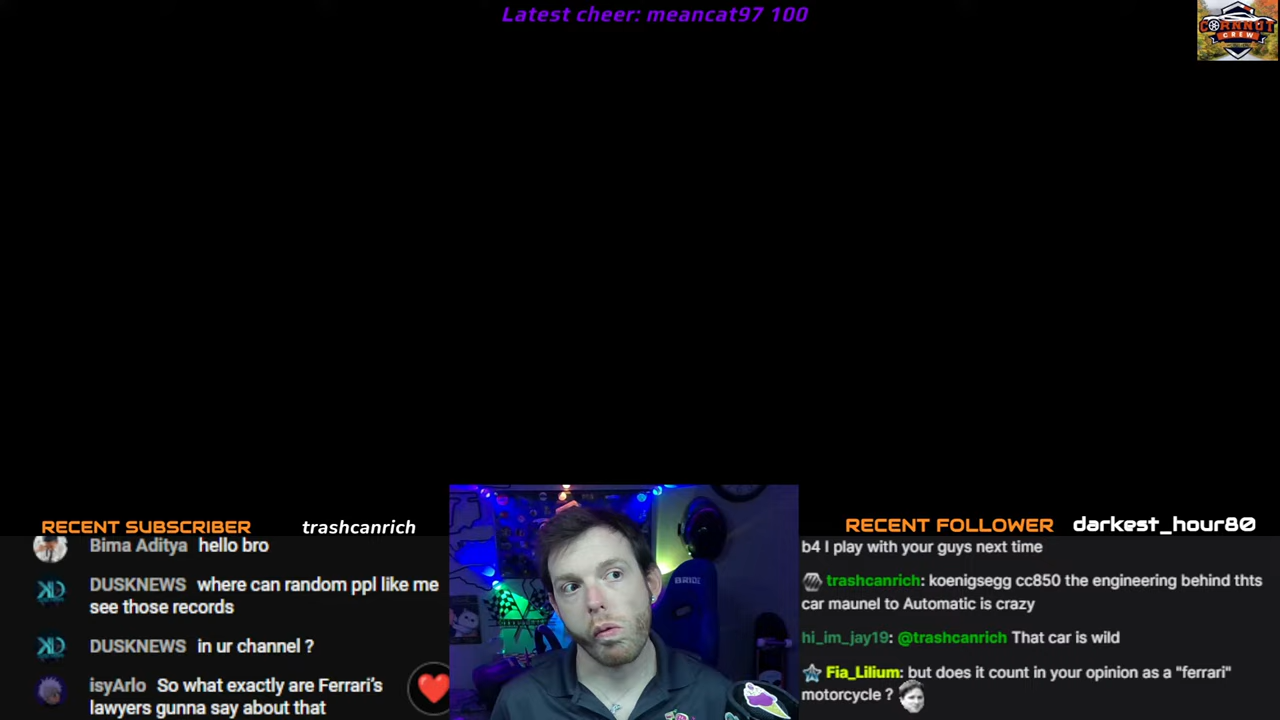 Latest cheer: meancat97 100
CORNNUT
CREW
RECENT SUBSCRIBER trashcanrich
Bima Aditya hello bro
DUSKNEWS where can random ppl like me
see those records
DUSKNEWS in ur channel ?
isyArlo So what exactly are Ferrari's
lawyers gunna say about that
BRIDE
RECENT FOLLOWER darkest_hour80
b4 I play with your guys next time
trashcanrich: koenigsegg cc850 the engineering behind thts
car maunel to Automatic is crazy
hi_im_jay19: @trashcanrich That car is wild
Fia_Lilium: but does it count in your opinion as a "ferrari"
motorcycle ?